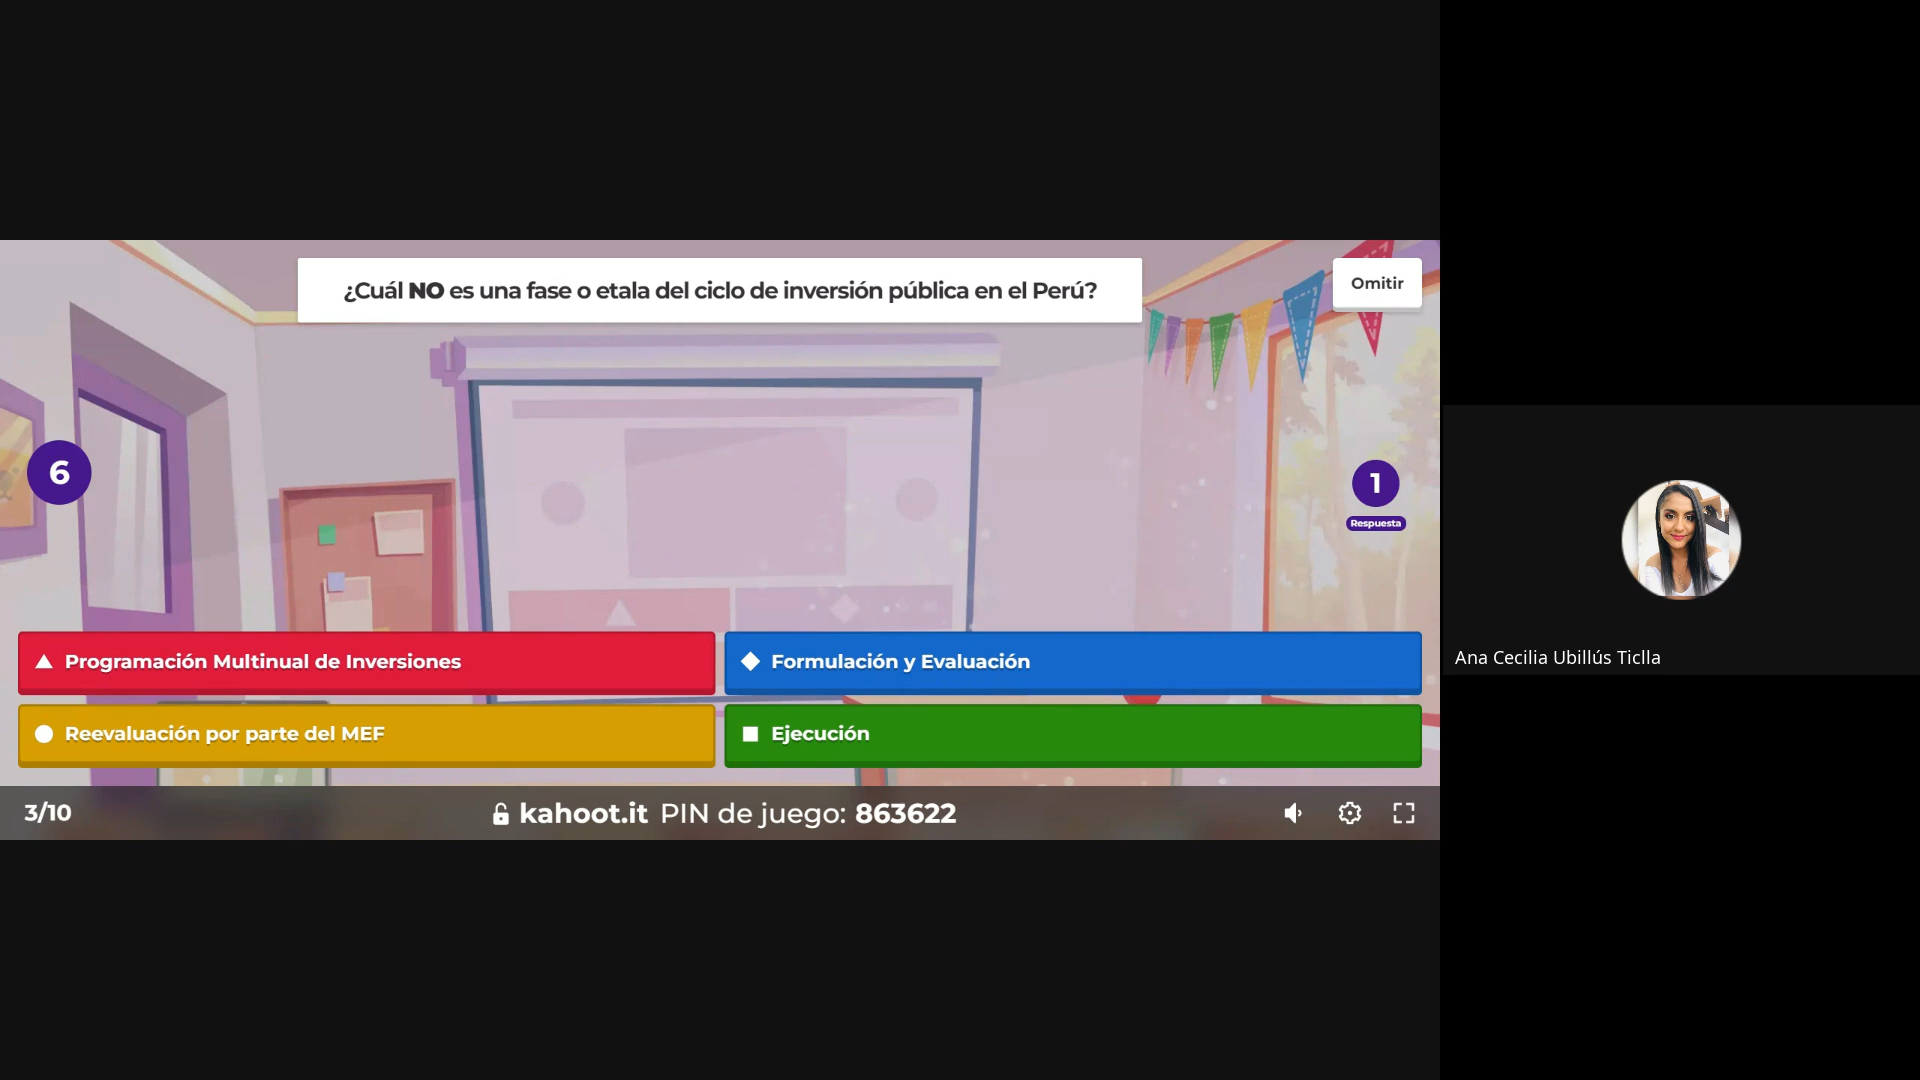 ¿Cuál NO es una fase o etala del ciclo de inversión pública en el Perú?
Omitir
6
1
Respuesta
Programación Multinual de Inversiones
Formulación y Evaluación
Reevaluación por parte del MEF
Ejecución
3/10
kahoot.it PIN de juego: 863622
Ana Cecilia Ubillús Ticlla